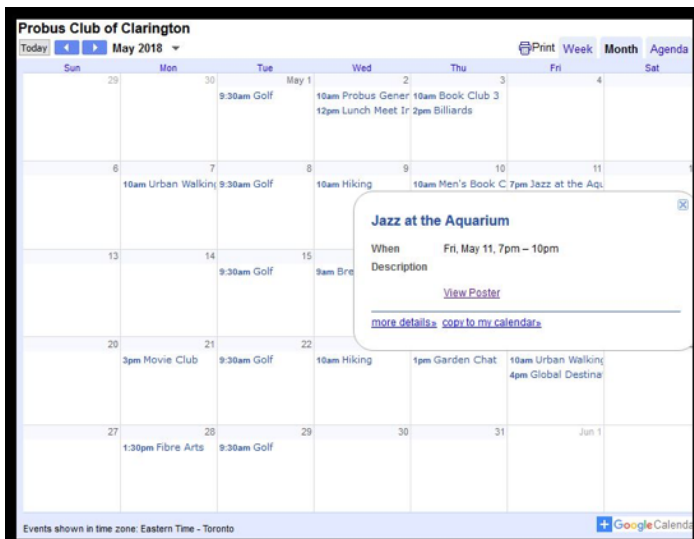 Probus Club of Clarington
Today May 2018 Print Week Month Agenda
Sun Mon Tue Wed Thu Fri Sat
29 30 May 1 2 3 4
9:30am Golf 10am Probus Gener 10am Book Club 3
12pm Lunch Meet Ir 2pm Billiards
6 7 8 9 10 11 1
10am Urban Walking 9:30am Golf 10am Hiking 10am Men's Book C 7pm Jazz at the Aqu
Jazz at the Aquarium
When Fri, May 11, 7pm – 10pm
Description
View Poster
more details» copy to my calendar»
13 14 15
9:30am Golf 9am Bre
20 21 22
3pm Movie Club 9:30am Golf 10am Hiking 1pm Garden Chat 10am Urban Walking
4pm Global Destina
27 28 29 30 31 Jun 1
1:30pm Fibre Arts 9:30am Golf
Events shown in time zone: Eastern Time - Toronto
+ Google Calenda